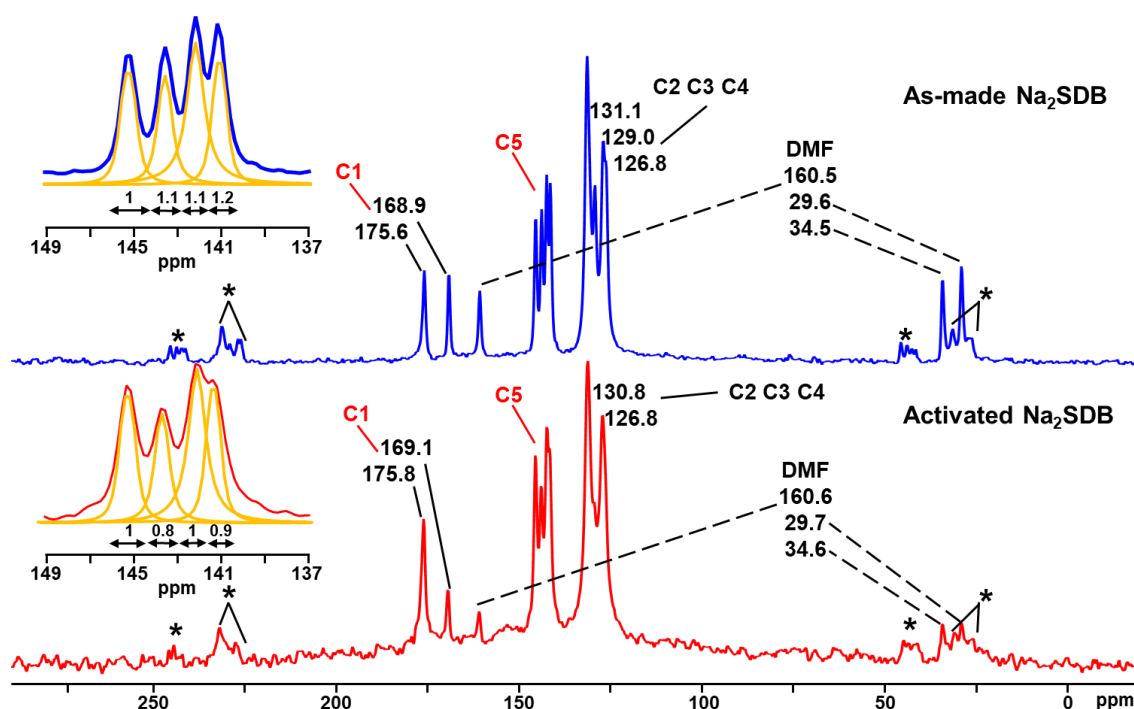 As-made Na₂SDB
C2 C3 C4
131.1
129.0
126.8
C5
C1
168.9
175.6
DMF
160.5
29.6
34.5
1 1.1 1.1 1.2
149 145 141 137
ppm
*
*
*
*
Activated Na₂SDB
130.8 C2 C3 C4
126.8
C5
C1
169.1
175.8
DMF
160.6
29.7
34.6
1 0.8 1 0.9
149 145 141 137
ppm
*
*
*
*
250 200 150 100 50 0 ppm